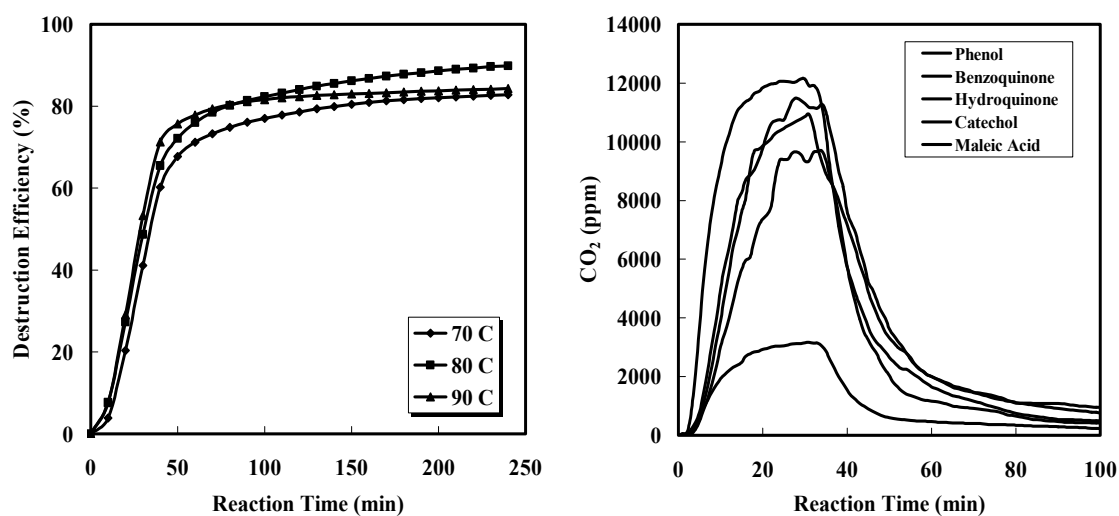 100
80
60
40
20
0
Destruction Efficiency (%)
70 C
80 C
90 C
0 50 100 150 200 250
Reaction Time (min)
14000
12000
10000
8000
6000
4000
2000
0
CO₂ (ppm)
Phenol
Benzoquinone
Hydroquinone
Catechol
Maleic Acid
0 20 40 60 80 100
Reaction Time (min)